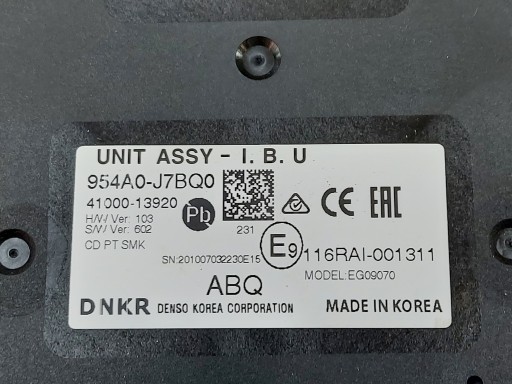 UNIT ASSY - I. B. U
954A0-J7BQ0
41000-13920
H/W Ver: 103
S/W Ver: 602
CD PT SMK
Pb
231
CE EAC
SN:201007032230E15
E9 116RAI-001311
MODEL:EG09070
ABQ
DNKR DENSO KOREA CORPORATION MADE IN KOREA